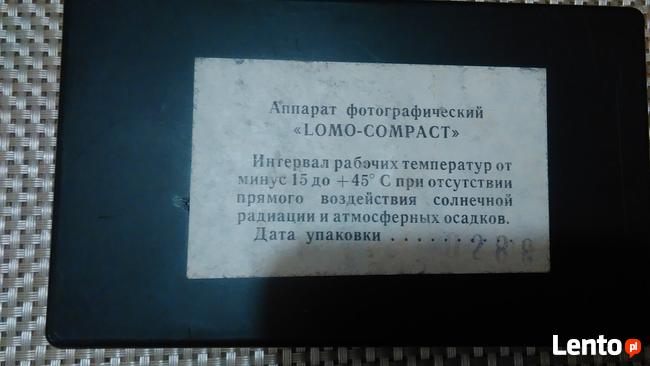 Аппарат фотографический
«LOMO-COMPACT»
Интервал рабочих температур от
минус 15 до +45° С при отсутствии
прямого воздействия солнечной
радиации и атмосферных осадков.
Дата упаковки . . . . . . . . .
Lento pl